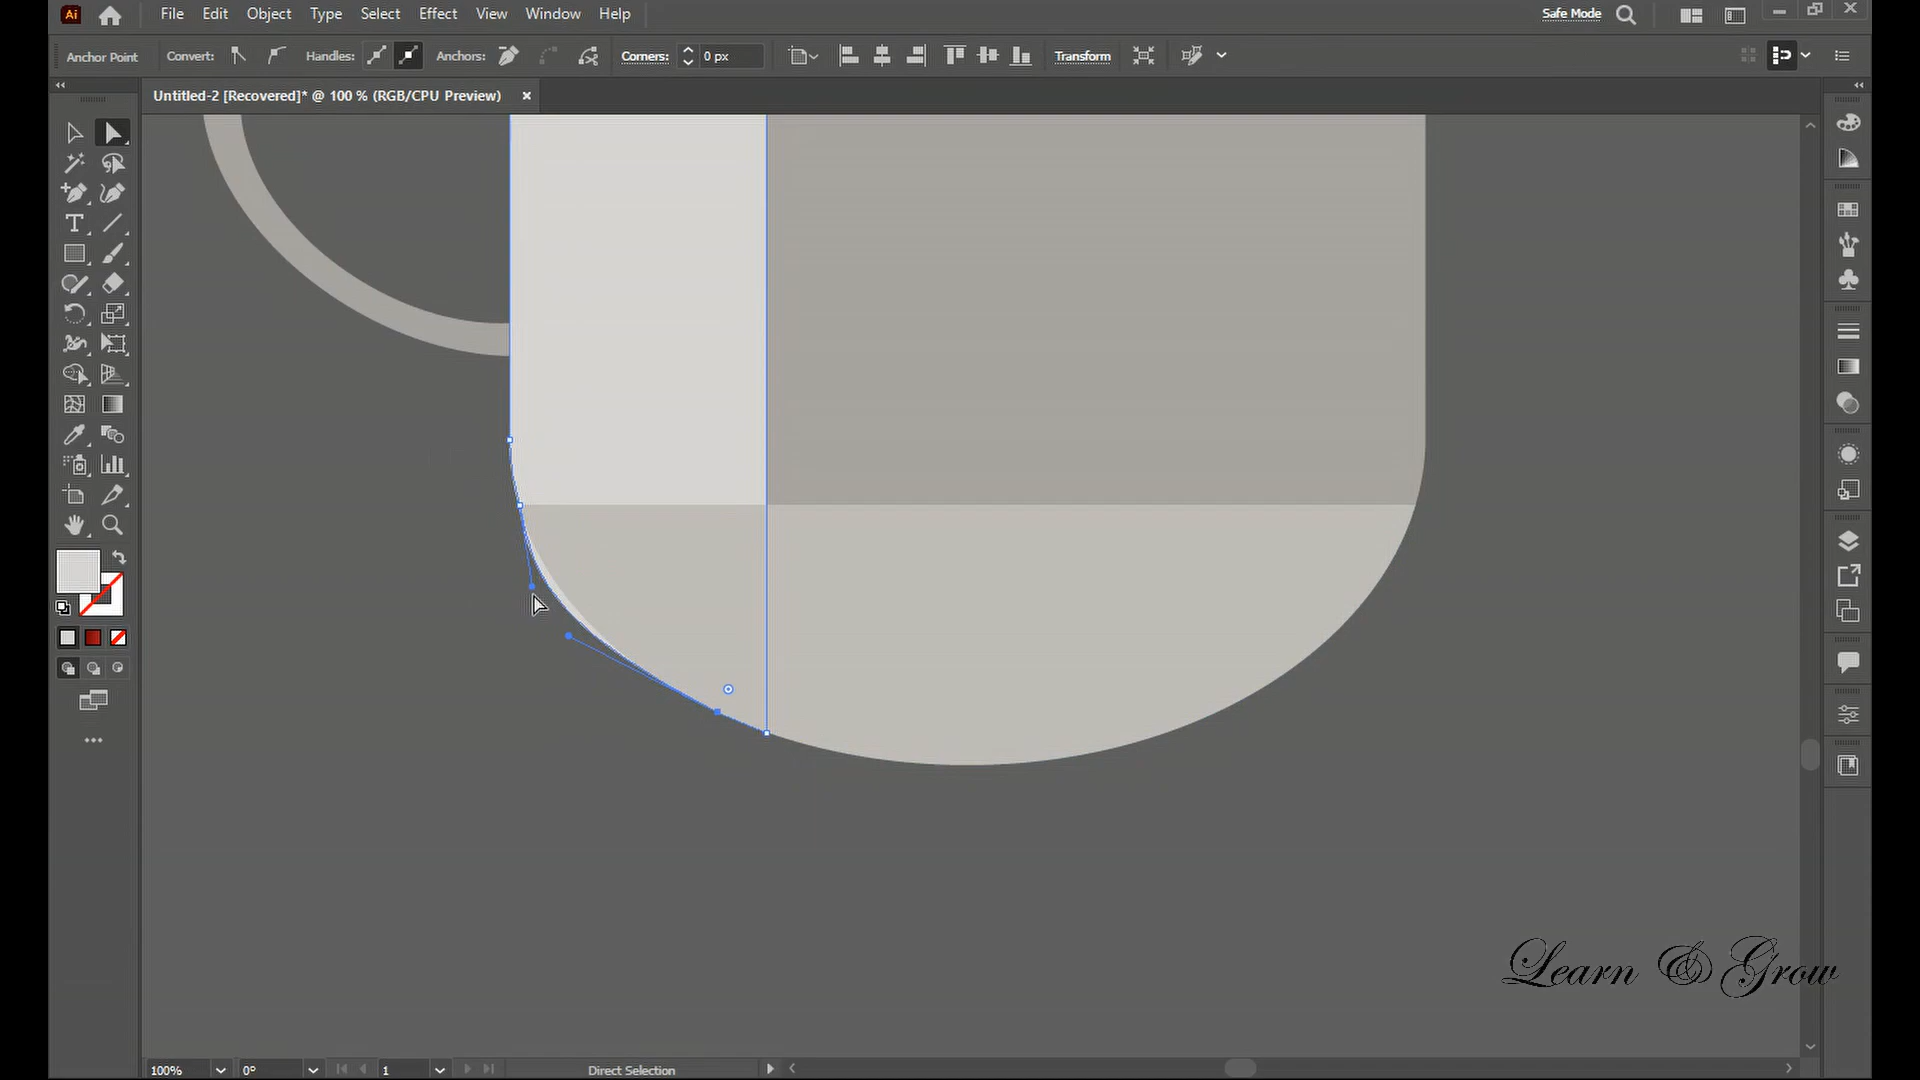 Ai File Edit Object Type Select Effect View Window Help Safe Mode
Anchor Point Convert: Handles: Anchors: Corners: 0 px Transform
Untitled-2 [Recovered]* @ 100 % (RGB/CPU Preview) ×
Learn & Grow
100% 0° 1 Direct Selection